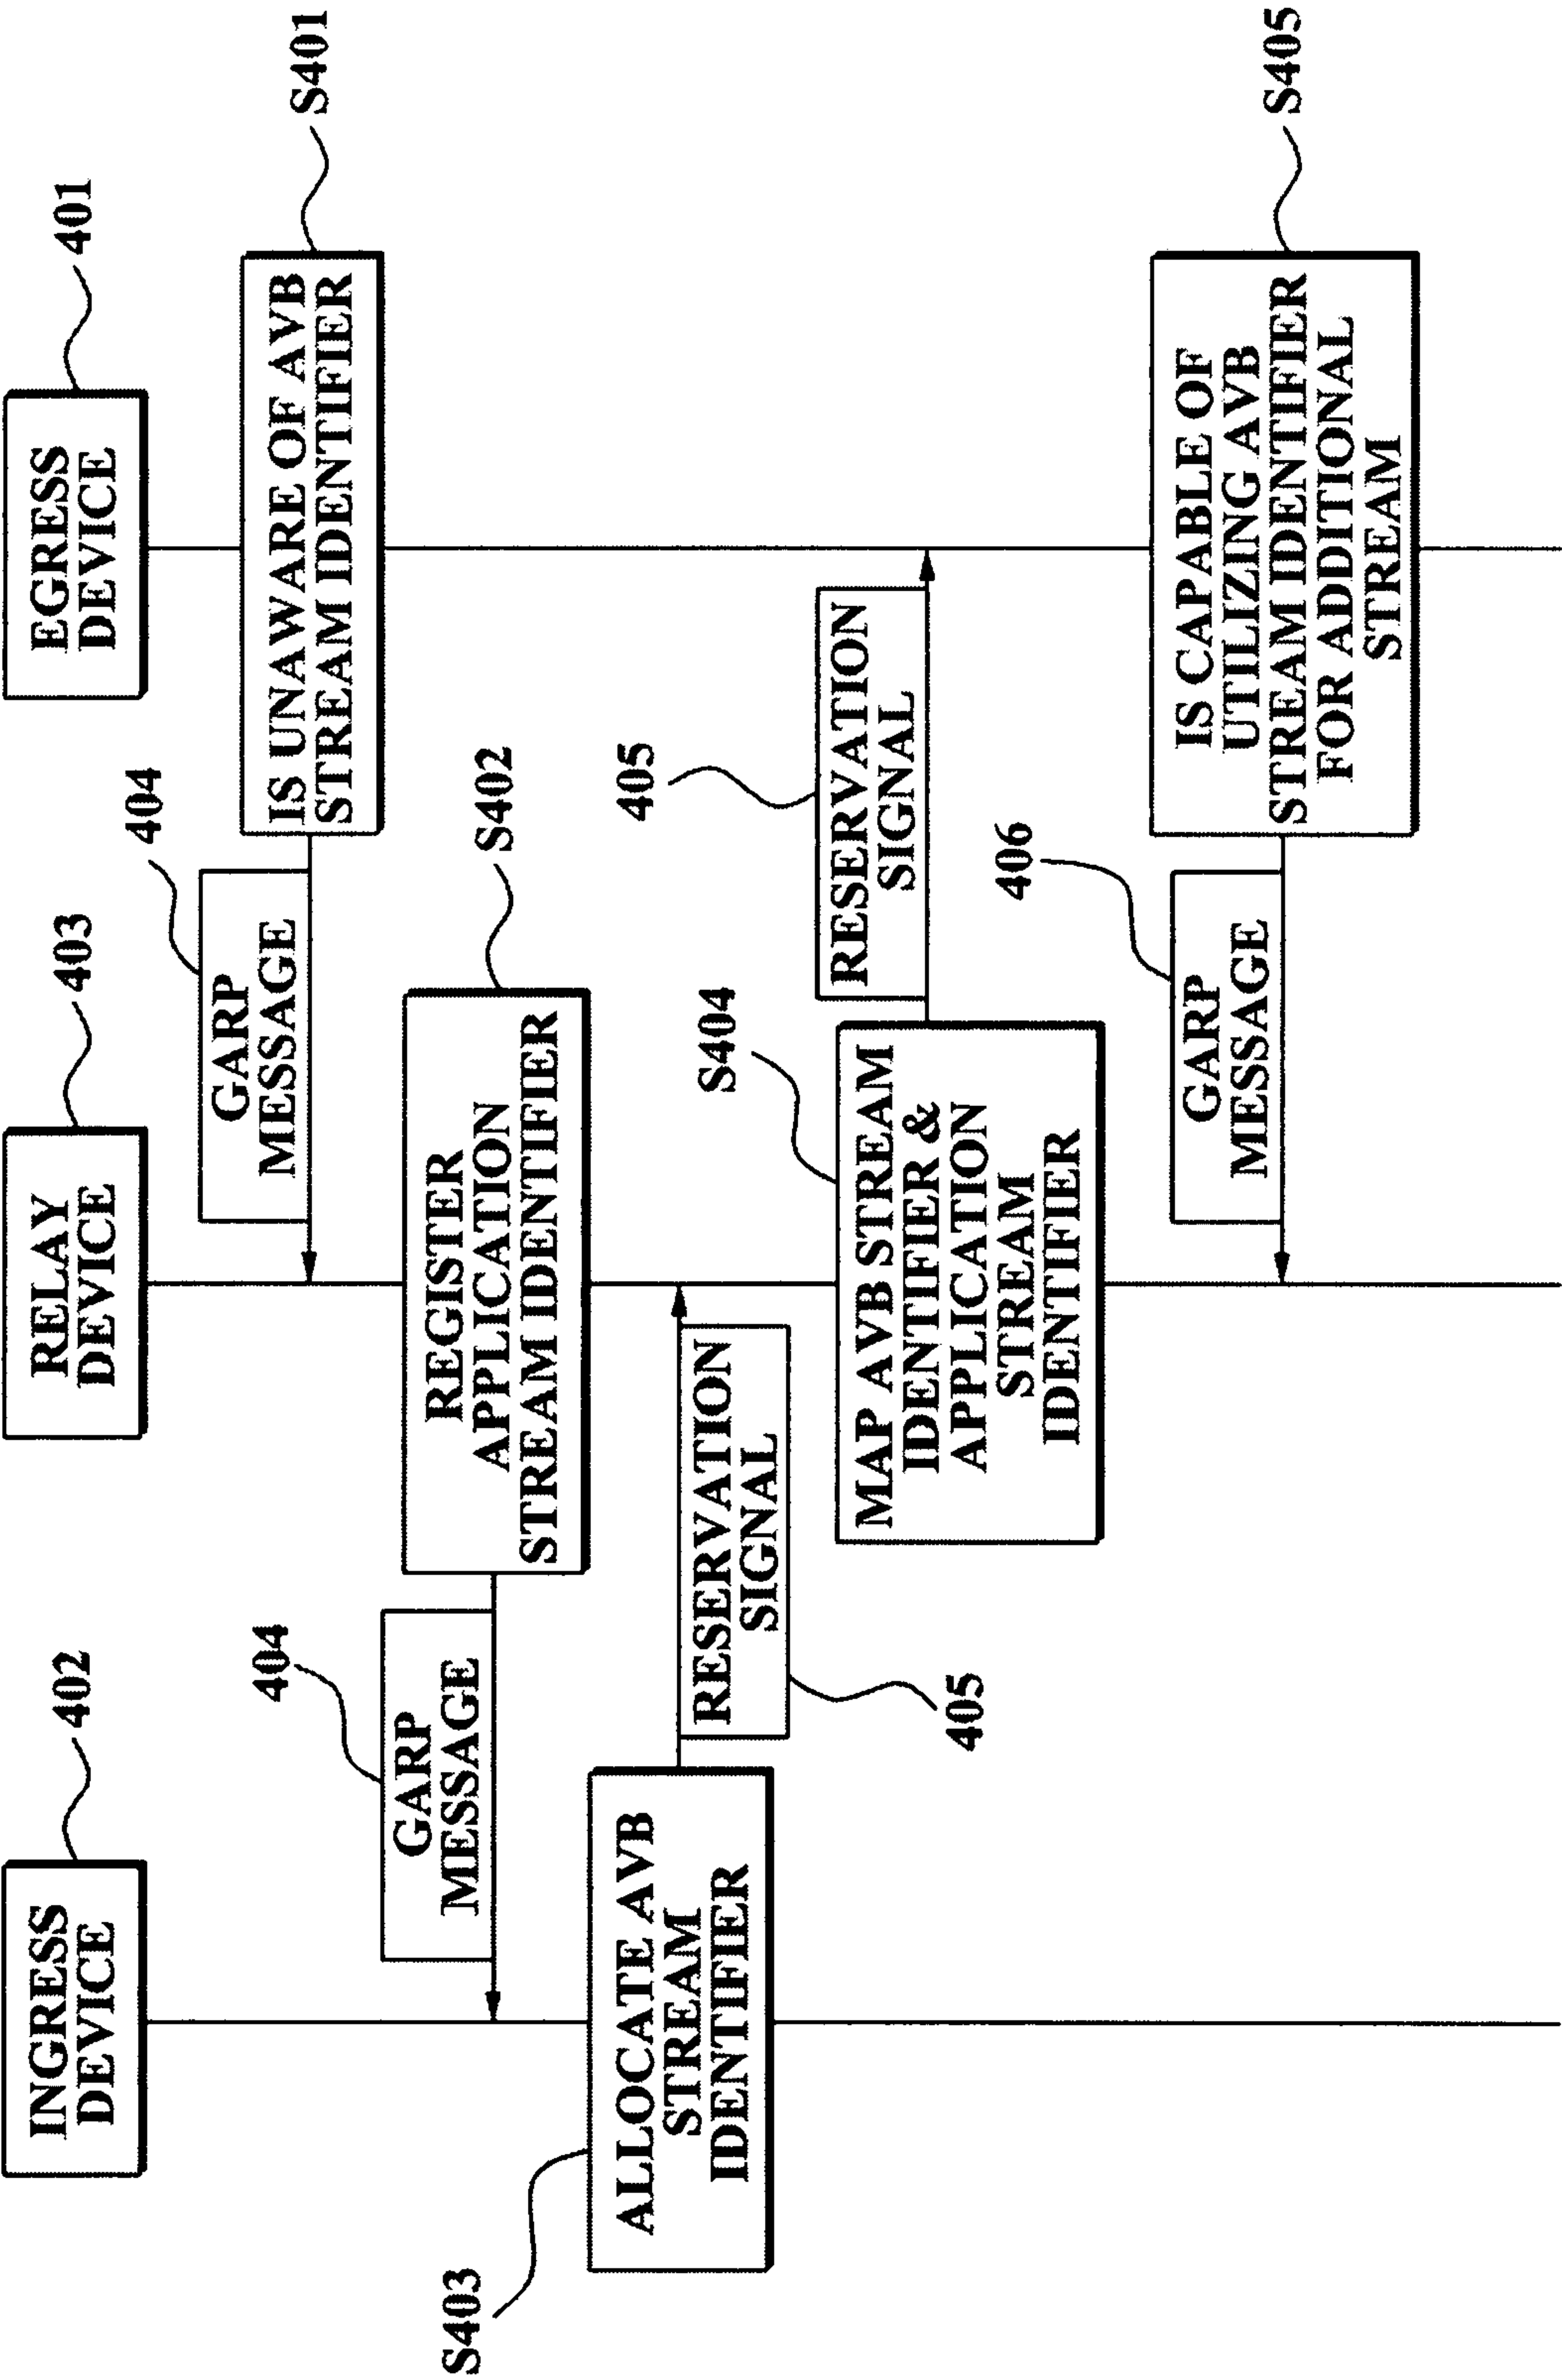 INGRESS
DEVICE
402
RELAY
DEVICE
403
EGRESS
DEVICE
401
404
GARP
MESSAGE
IS UNAWARE OF AVB
STREAM IDENTIFIER
S401
404
GARP
MESSAGE
REGISTER
APPLICATION
STREAM IDENTIFIER
S402
S403
ALLOCATE AVB
STREAM
IDENTIFIER
RESERVATION
SIGNAL
405
S404
MAP AVB STREAM
IDENTIFIER &
APPLICATION
STREAM
IDENTIFIER
405
RESERVATION
SIGNAL
406
GARP
MESSAGE
IS CAPABLE OF
UTILIZING AVB
STREAM IDENTIFIER
FOR ADDITIONAL
STREAM
S405